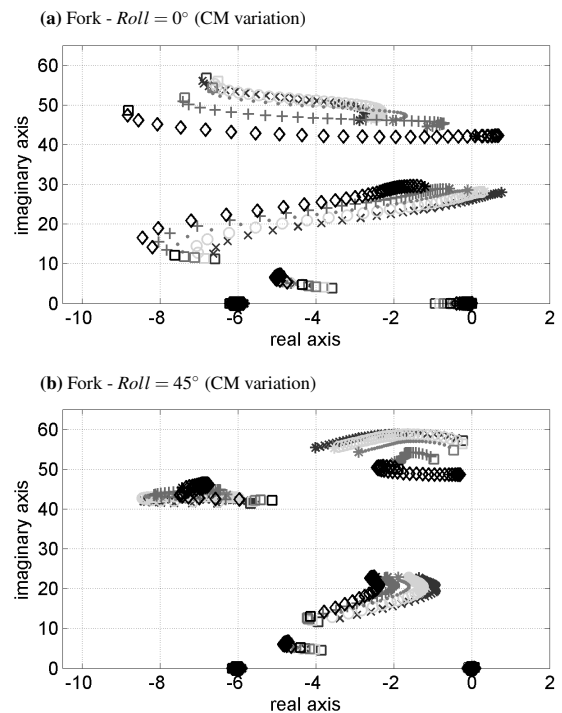 (a) Fork - Roll = 0° (CM variation)
60
50
40
30
20
10
0
imaginary axis
-10 -8 -6 -4 -2 0 2
real axis
(b) Fork - Roll = 45° (CM variation)
60
50
40
30
20
10
0
imaginary axis
-10 -8 -6 -4 -2 0 2
real axis